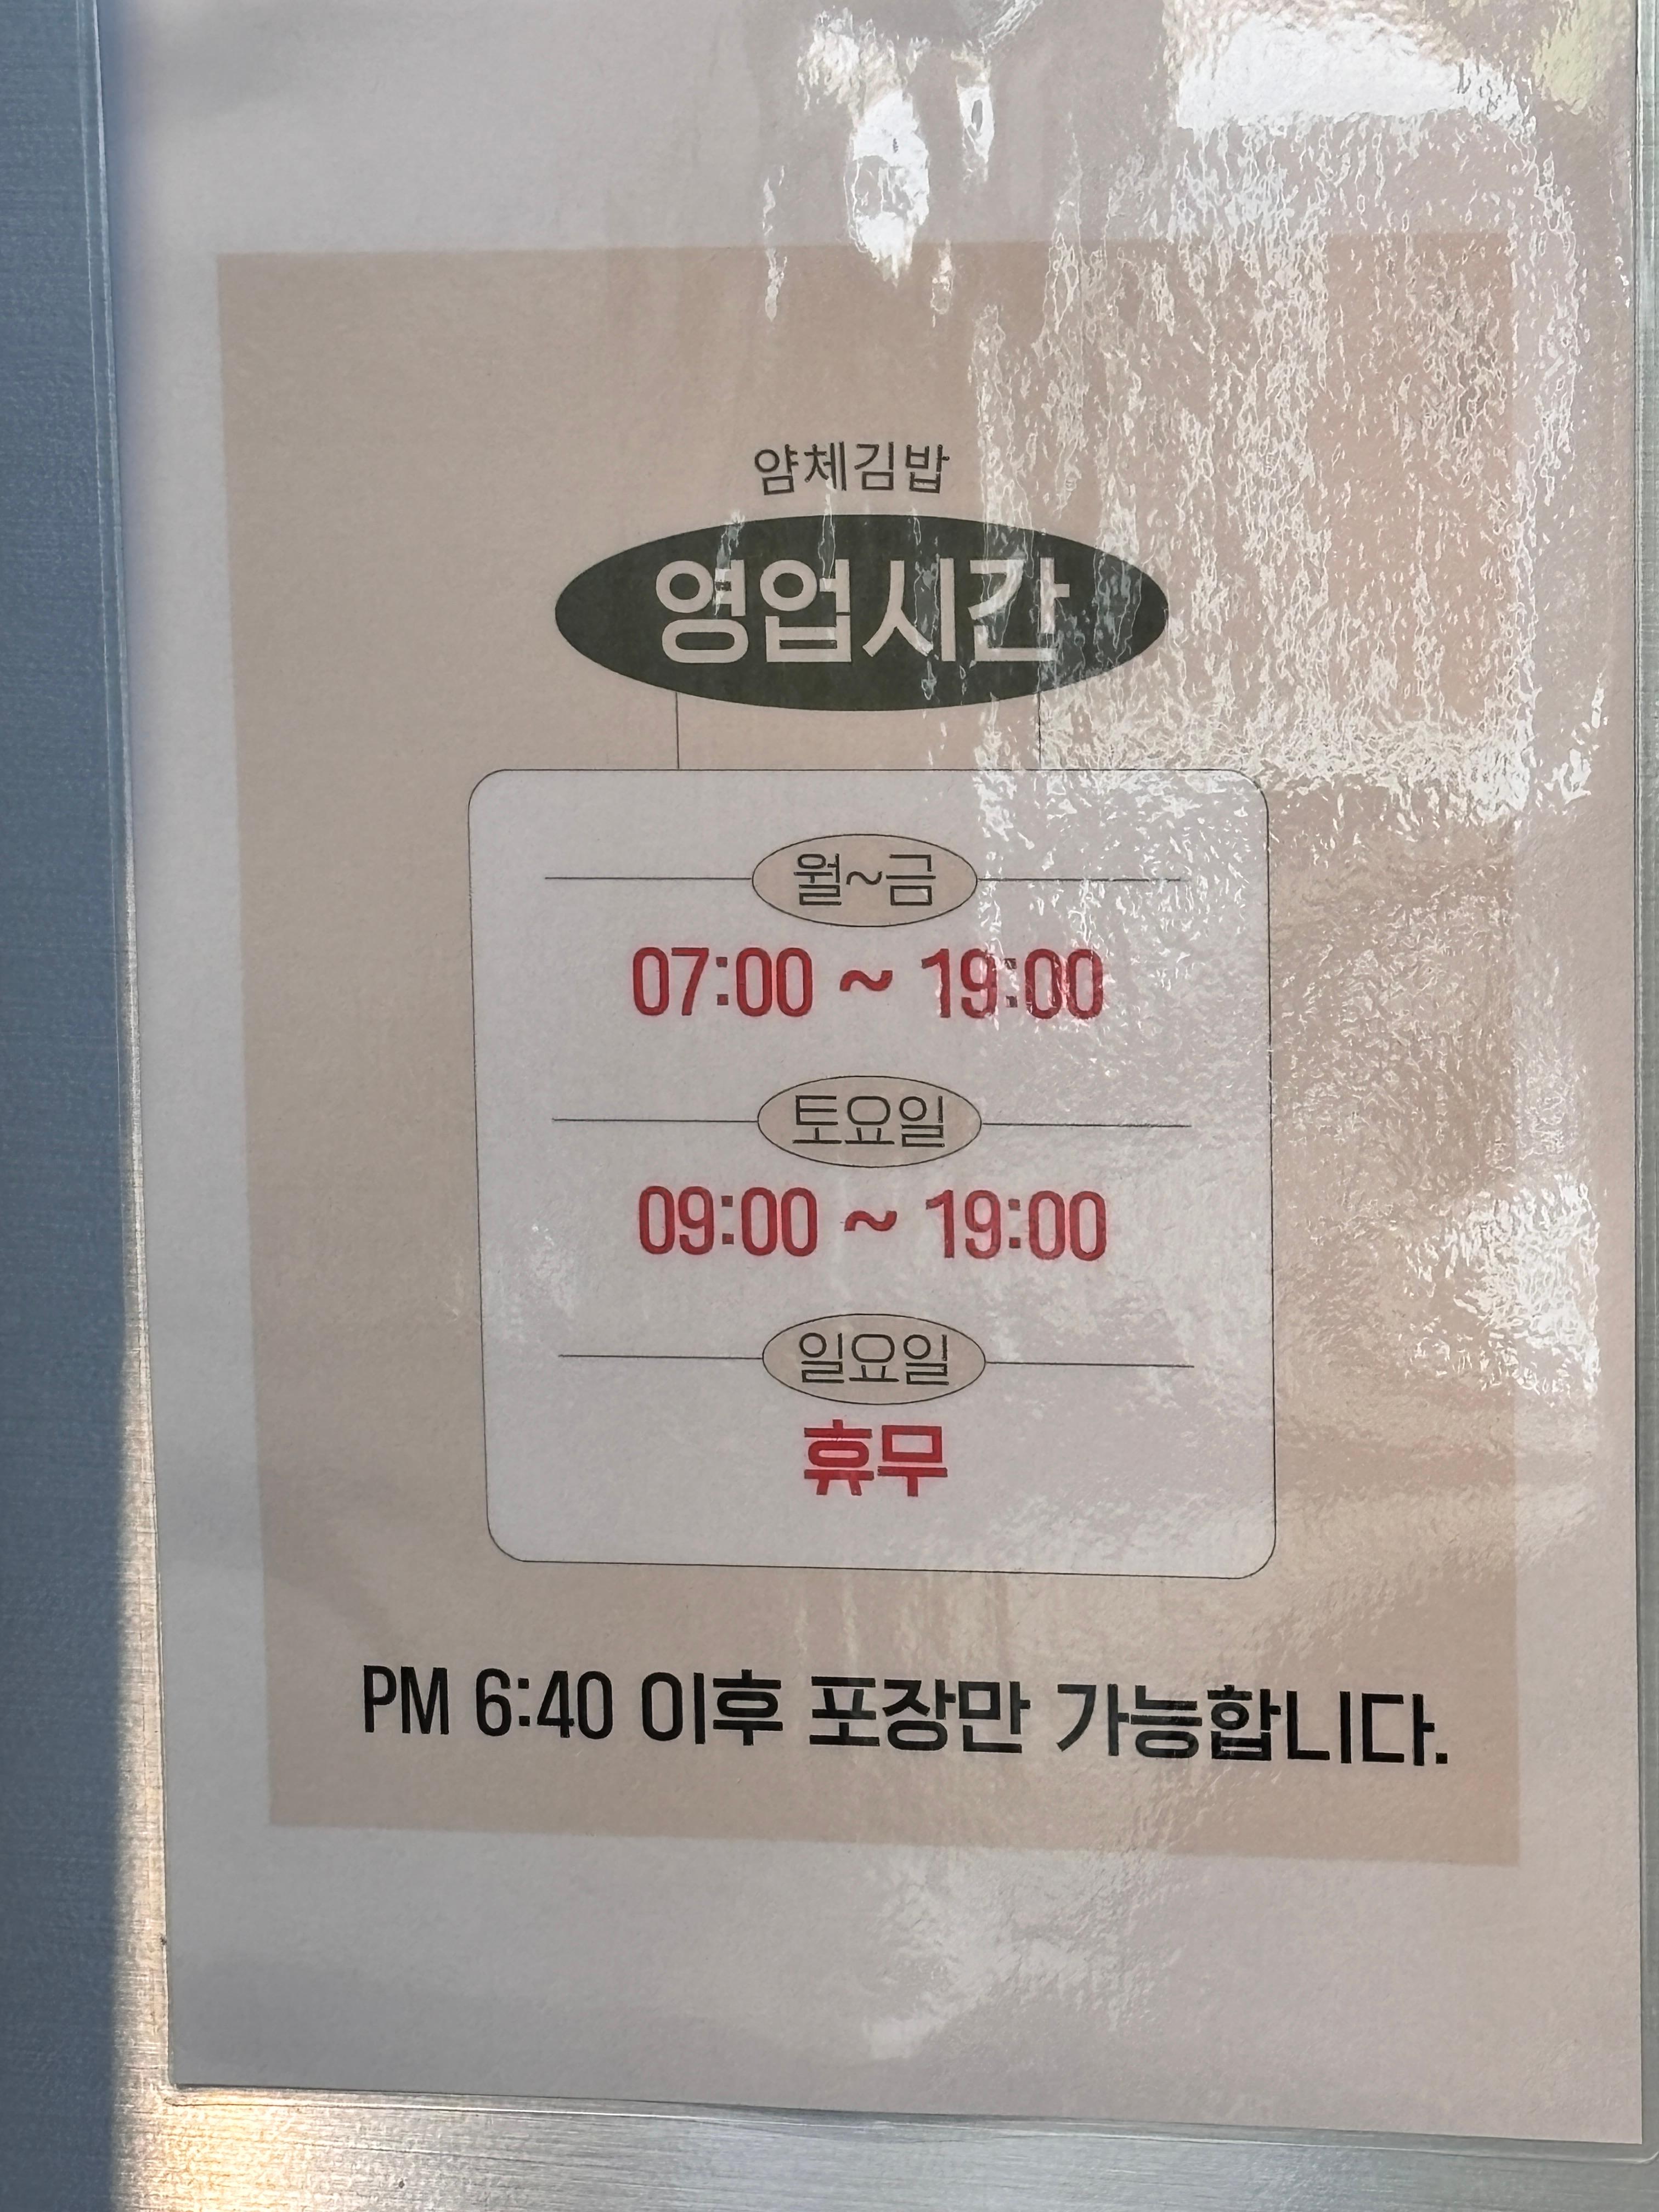 얌체김밥
영업시간
월~금
07:00 ~ 19:00
토요일
09:00 ~ 19:00
일요일
휴무
PM 6:40 이후 포장만 가능합니다.